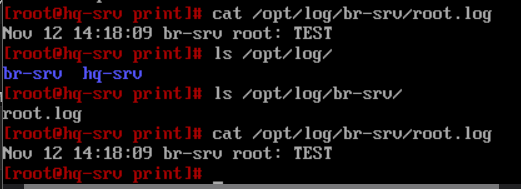 [root@hq-srv print]# cat /opt/log/br-srv/root.log
Nov 12 14:18:09 br-srv root: TEST
[root@hq-srv print]# ls /opt/log/
br-srv  hq-srv
[root@hq-srv print]# ls /opt/log/br-srv/
root.log
[root@hq-srv print]# cat /opt/log/br-srv/root.log
Nov 12 14:18:09 br-srv root: TEST
[root@hq-srv print]# _